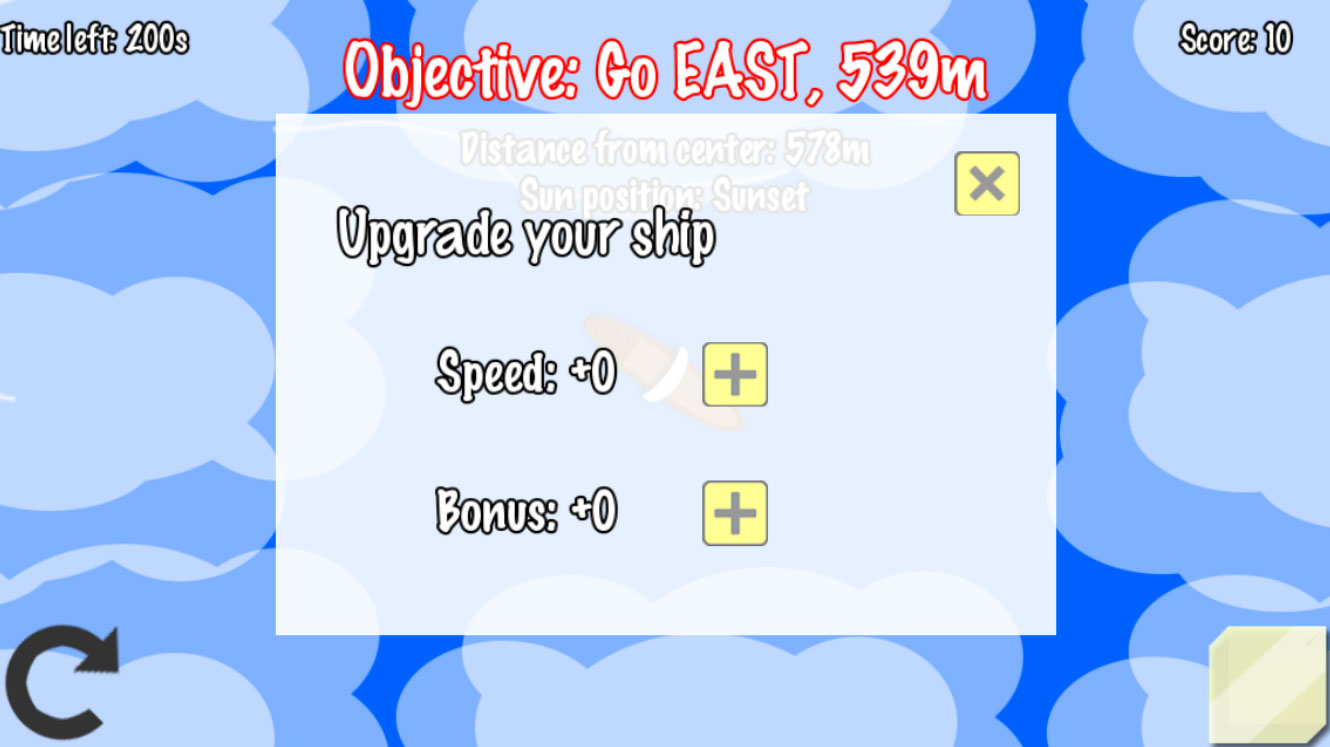 Time left: 200s
Score: 10
Objective: Go EAST, 539m
Distance from center: 578m
Sun position: Sunset
Upgrade your ship
Speed: +0
Bonus: +0